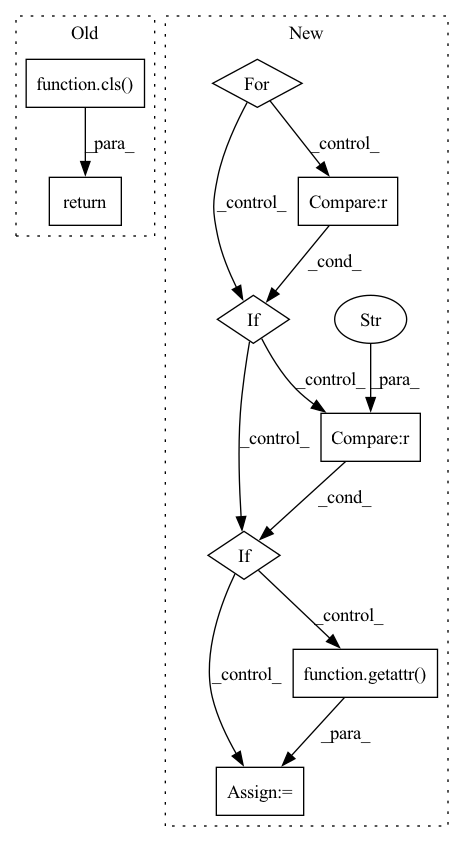 Old
New
function.cls()
For
_para_
_control_
return
_control_
Compare:r
_cond_
If
Str
_control_
_para_
_control_
Compare:r
_cond_
If
_control_
_control_
function.getattr()
_para_
Assign:=